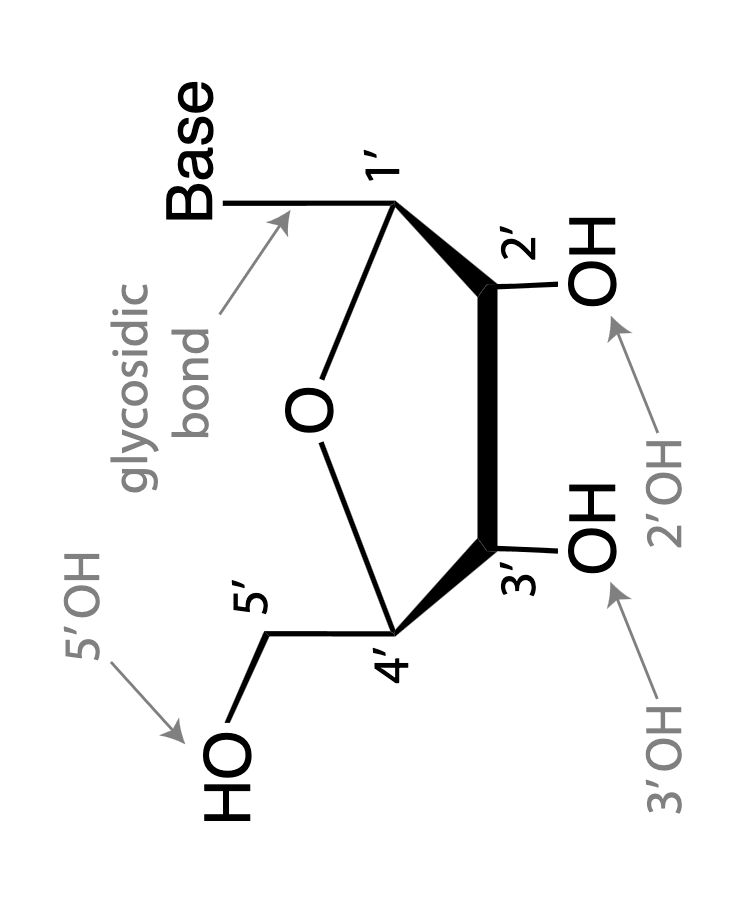 5′ OH
glycosidic
bond
HO
5′
Base
O
4′
1′
3′
2′
OH
OH
3′ OH
2′ OH